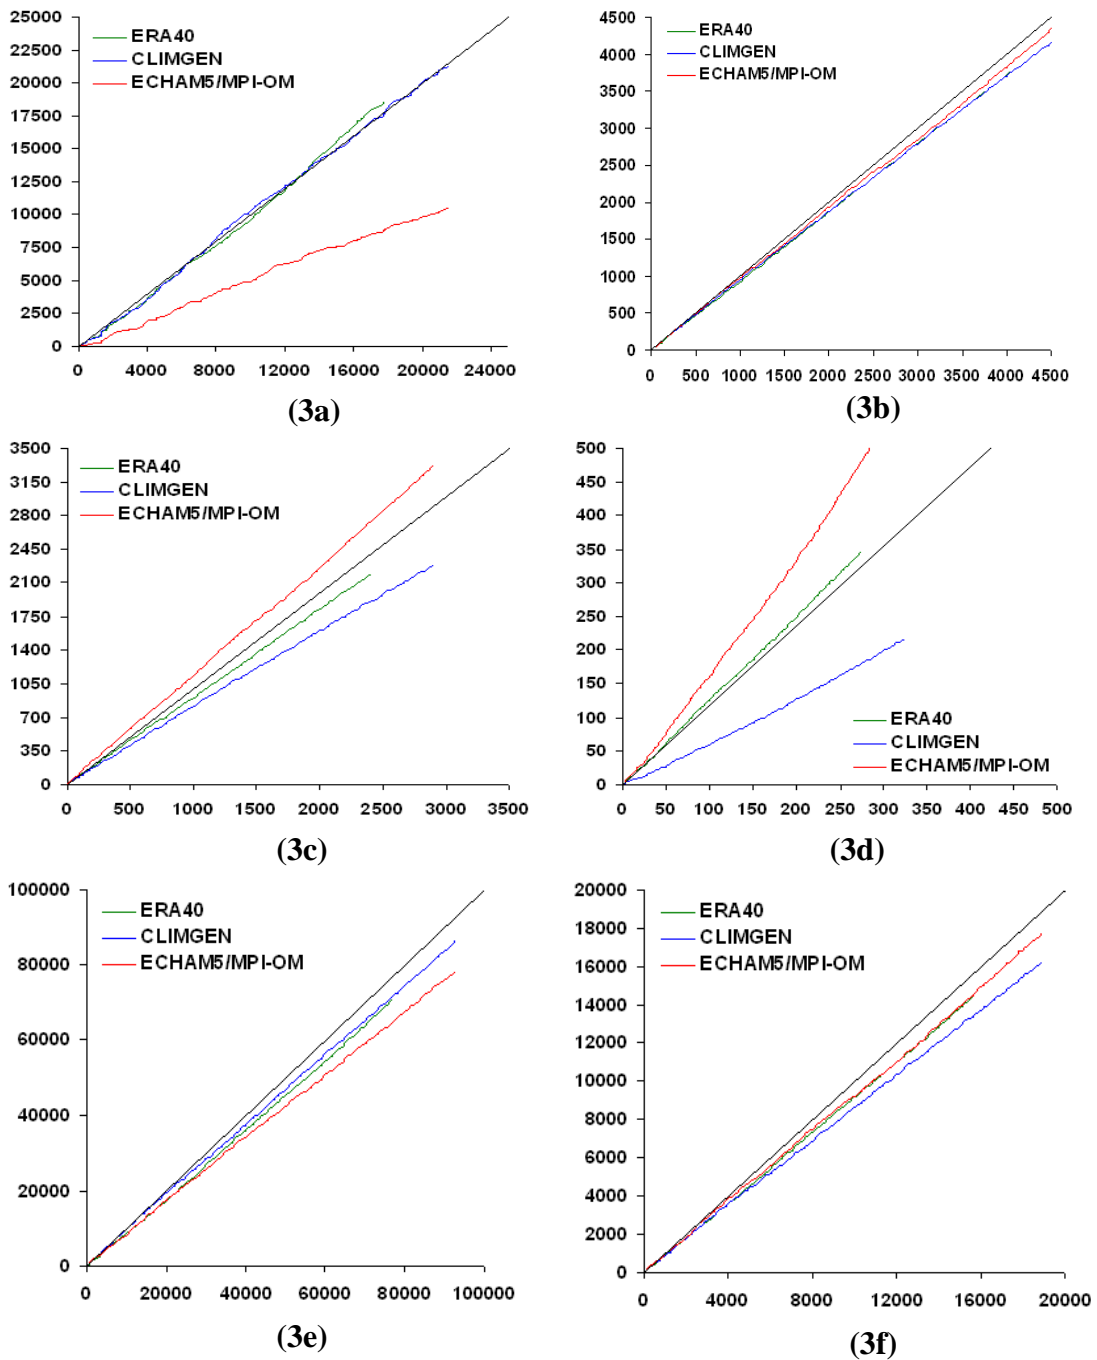 25000
22500
20000
17500
15000
12500
10000
7500
5000
2500
0
ERA40
CLIMGEN
ECHAM5/MPI-OM
0 4000 8000 12000 16000 20000 24000
(3a)
4500
4000
3500
3000
2500
2000
1500
1000
500
0
ERA40
CLIMGEN
ECHAM5/MPI-OM
0 500 1000 1500 2000 2500 3000 3500 4000 4500
(3b)
3500
3150
2800
2450
2100
1750
1400
1050
700
350
0
ERA40
CLIMGEN
ECHAM5/MPI-OM
0 500 1000 1500 2000 2500 3000 3500
(3c)
500
450
400
350
300
250
200
150
100
50
0
ERA40
CLIMGEN
ECHAM5/MPI-OM
0 50 100 150 200 250 300 350 400 450 500
(3d)
100000
80000
60000
40000
20000
0
ERA40
CLIMGEN
ECHAM5/MPI-OM
0 20000 40000 60000 80000 100000
(3e)
20000
18000
16000
14000
12000
10000
8000
6000
4000
2000
0
ERA40
CLIMGEN
ECHAM5/MPI-OM
0 4000 8000 12000 16000 20000
(3f)